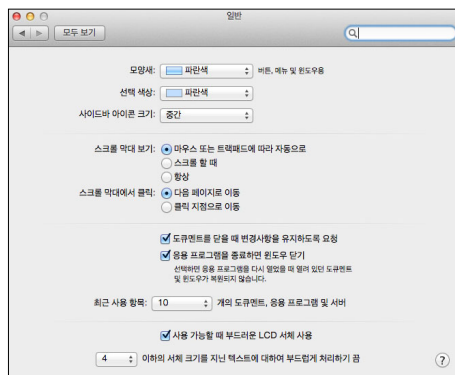 일반
모두 보기
모양새: 파란색 버튼, 메뉴 및 윈도우용
선택 색상: 파란색
사이드바 아이콘 크기: 중간
스크롤 막대 보기: 마우스 또는 트랙패드에 따라 자동으로
스크롤 할 때
항상
스크롤 막대에서 클릭: 다음 페이지로 이동
클릭 지점으로 이동
도큐멘트를 닫을 때 변경사항을 유지하도록 요청
응용 프로그램을 종료하면 윈도우 닫기
선택하면 응용 프로그램을 다시 열었을 때 열려 있던 도큐멘트
및 윈도우가 복원되지 않습니다.
최근 사용 항목: 10 개의 도큐멘트, 응용 프로그램 및 서버
사용 가능할 때 부드러운 LCD 서체 사용
4 이하의 서체 크기를 지닌 텍스트에 대하여 부드럽게 처리하기 끔
?